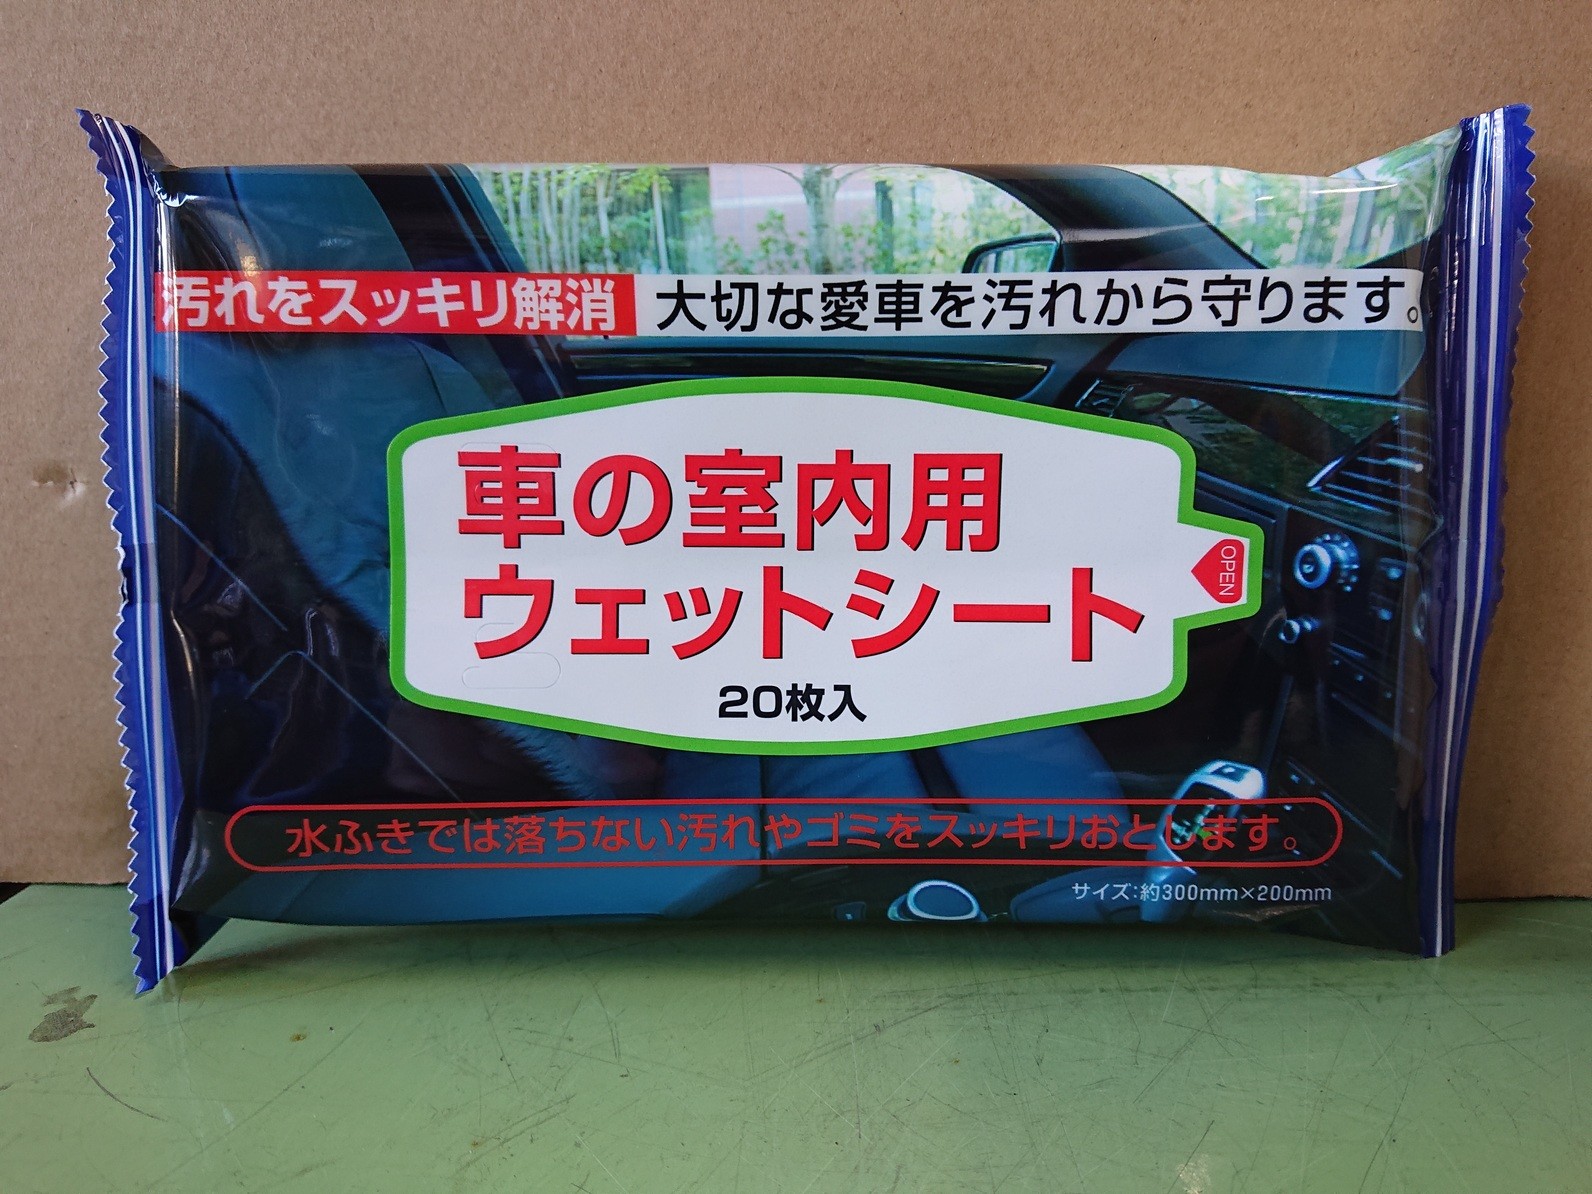 汚れをスッキリ解消 大切な愛車を汚れから守ります。
車の室内用
ウェットシート
OPEN
20枚入
水ふきでは落ちない汚れやゴミをスッキリおとします。
サイズ:約300mm×200mm